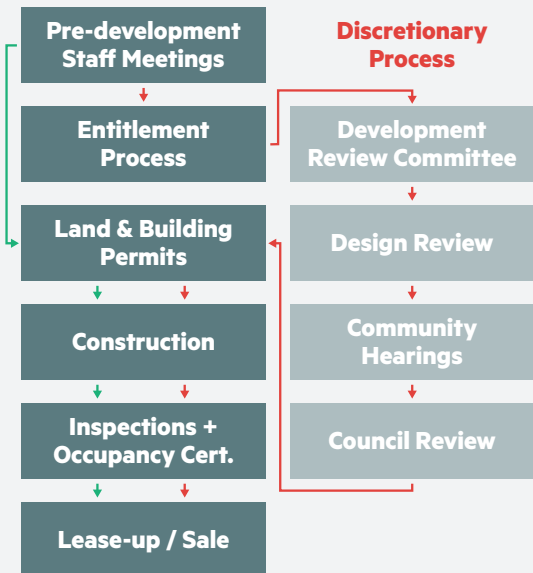 Pre-development
Staff Meetings
Entitlement
Process
Land & Building
Permits
Construction
Inspections +
Occupancy Cert.
Lease-up / Sale
Discretionary
Process
Development
Review Committee
Design Review
Community
Hearings
Council Review